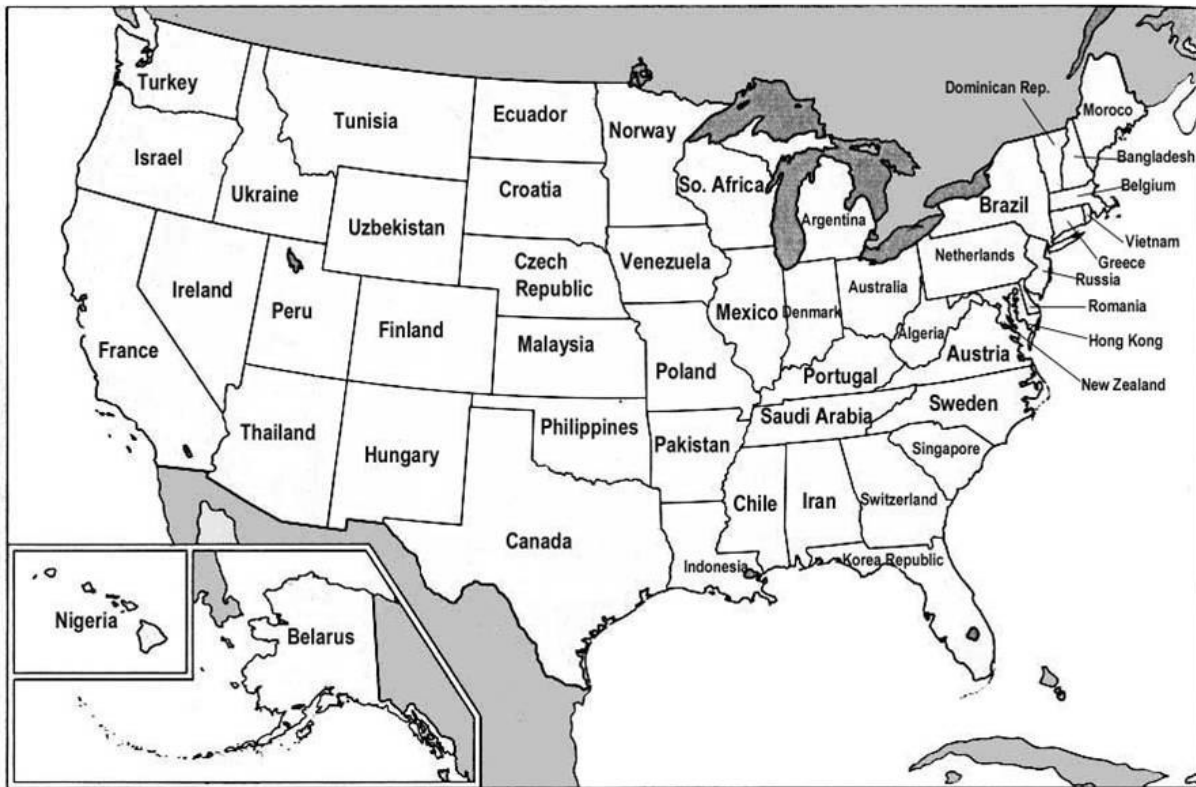 Turkey
Dominican Rep.
Moroco
Tunisia
Ecuador
Norway
Israel
Bangladesh
Ukraine
Croatia
So. Africa
Belgium
Uzbekistan
Argentina
Brazil
Vietnam
Czech
Republic
Venezuela
Netherlands
Greece
Russia
Ireland
Peru
Finland
Mexico
Denmark
Australia
Romania
France
Malaysia
Algeria
Hong Kong
Austria
Poland
Portugal
New Zealand
Thailand
Philippines
Saudi Arabia
Sweden
Hungary
Pakistan
Singapore
Chile
Iran
Switzerland
Canada
Indonesia
Korea Republic
Nigeria
Belarus